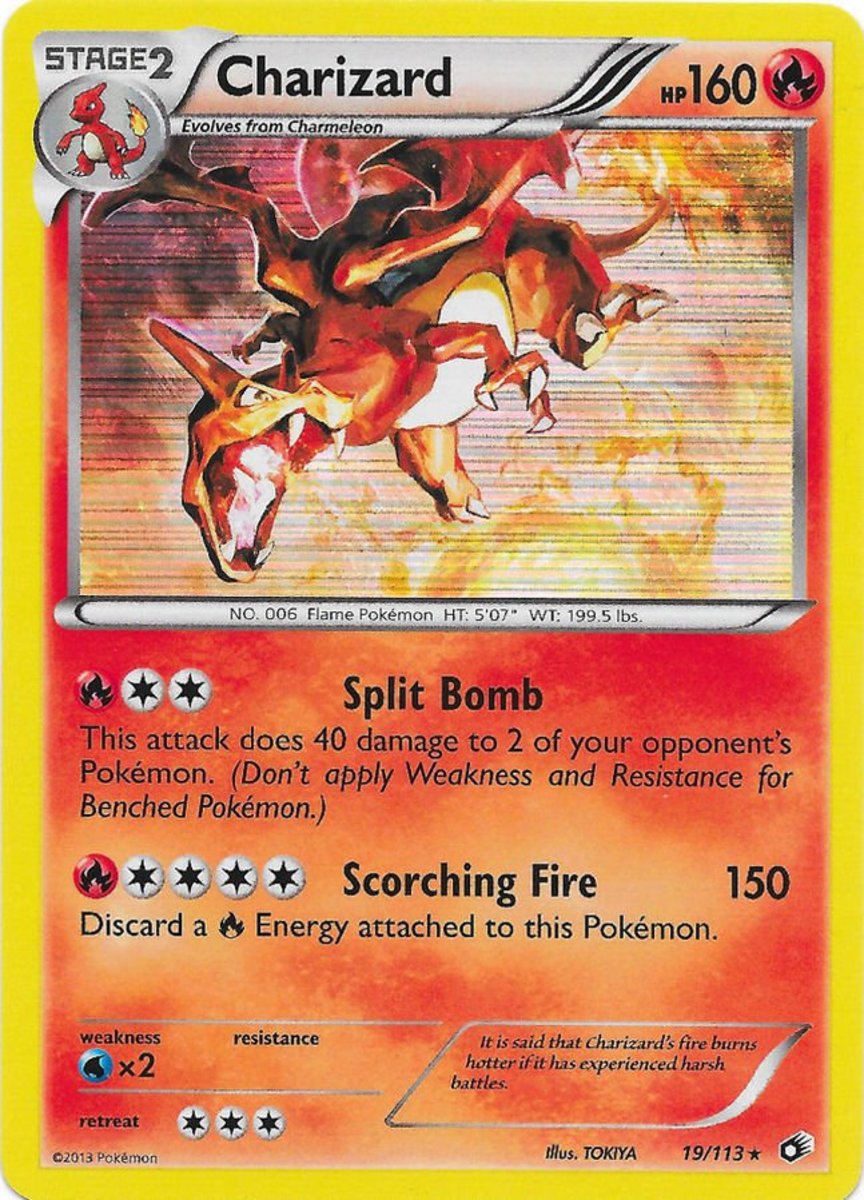 STAGE2
Charizard
HP160
Evolves from Charmeleon
NO. 006 Flame Pokémon HT: 5'07" WT: 199.5 lbs.
Split Bomb
This attack does 40 damage to 2 of your opponent's
Pokémon. (Don't apply Weakness and Resistance for
Benched Pokémon.)
Scorching Fire 150
Discard a Energy attached to this Pokémon.
weakness resistance
×2
It is said that Charizard's fire burns
hotter if it has experienced harsh
battles.
retreat
©2013 Pokémon
Illus. TOKIYA
19/113★